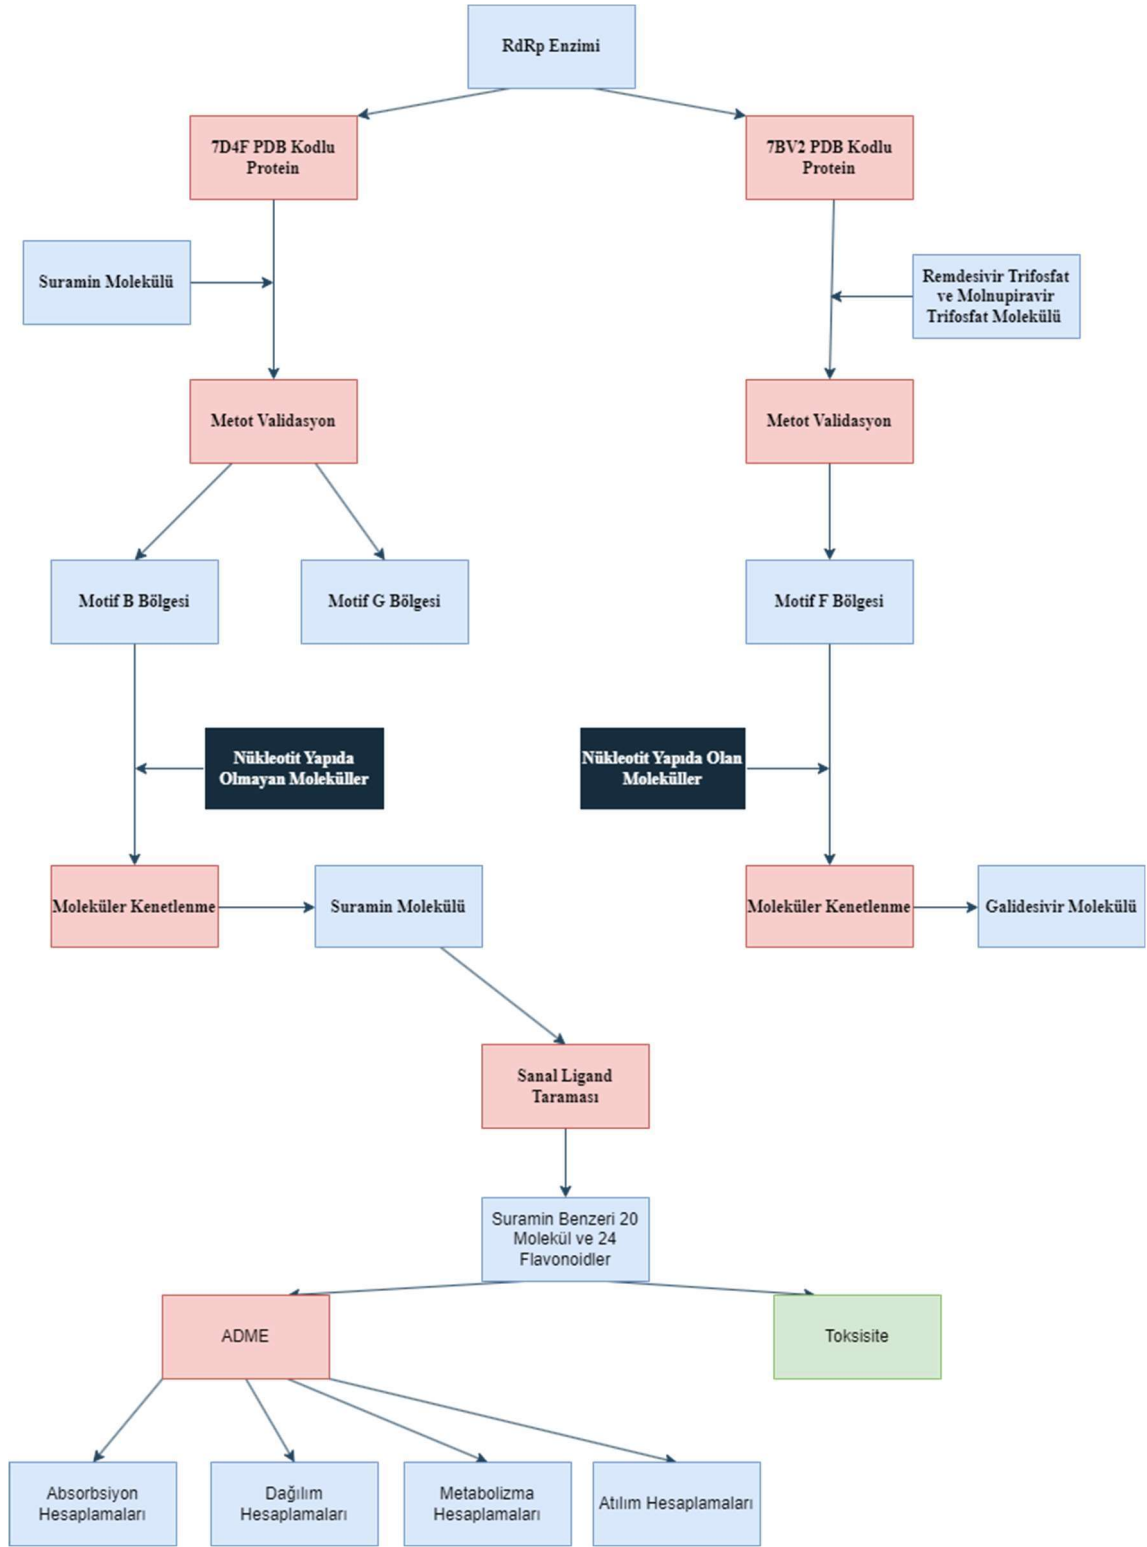 RdRp Enzimi
7D4F PDB Kodlu
Protein
7BV2 PDB Kodlu
Protein
Suramin Molekülü
Remdesivir Trifosfat
ve Molnupiravir
Trifosfat Molekülü
Metot Validasyon
Metot Validasyon
Motif B Bölgesi
Motif G Bölgesi
Motif F Bölgesi
Nükleotit Yapıda
Olmayan Moleküller
Nükleotit Yapıda Olan
Moleküller
Moleküler Kenetlenme
Suramin Molekülü
Moleküler Kenetlenme
Galidesivir Molekülü
Sanal Ligand
Taraması
Suramin Benzeri 20
Molekül ve 24
Flavonoidler
ADME
Toksisite
Absorbsiyon
Hesaplamaları
Dağılım
Hesaplamaları
Metabolizma
Hesaplamaları
Atılım Hesaplamaları